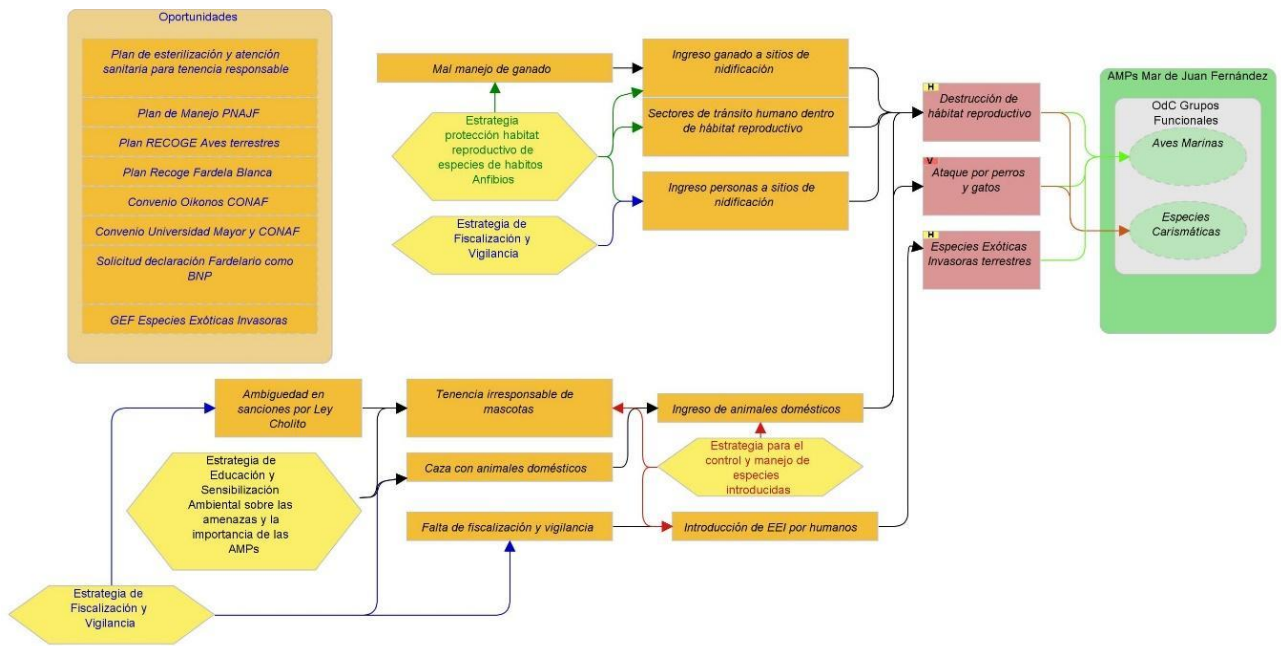 Oportunidades
Plan de esterilización y atención
sanitaria para tenencia responsable
Plan de Manejo PNAJF
Plan RECOGE Aves terrestres
Plan Recoge Fardela Blanca
Convenio Oikonos CONAF
Convenio Universidad Mayor y CONAF
Solicitud declaración Fardelario como
BNP
GEF Especies Exóticas Invasoras
Mal manejo de ganado
Estrategia
protección habitat
reproductivo de
especies de habitos
Anfibios
Estrategia de
Fiscalización y
Vigilancia
Ingreso ganado a sitios de
nidificación
Sectores de tránsito humano dentro
de hábitat reproductivo
Ingreso personas a sitios de
nidificación
H
Destrucción de
hábitat reproductivo
V
Ataque por perros
y gatos
H
Especies Exóticas
Invasoras terrestres
AMPs Mar de Juan Fernández
OdC Grupos
Funcionales
Aves Marinas
Especies
Carismáticas
Ambiguedad en
sanciones por Ley
Cholito
Tenencia irresponsable de
mascotas
Ingreso de animales domésticos
Estrategia de
Educación y
Sensibilización
Ambiental sobre las
amenazas y la
importancia de las
AMPs
Caza con animales domésticos
Estrategia para el
control y manejo de
especies
introducidas
Falta de fiscalización y vigilancia
Introducción de EEI por humanos
Estrategia de
Fiscalización y
Vigilancia